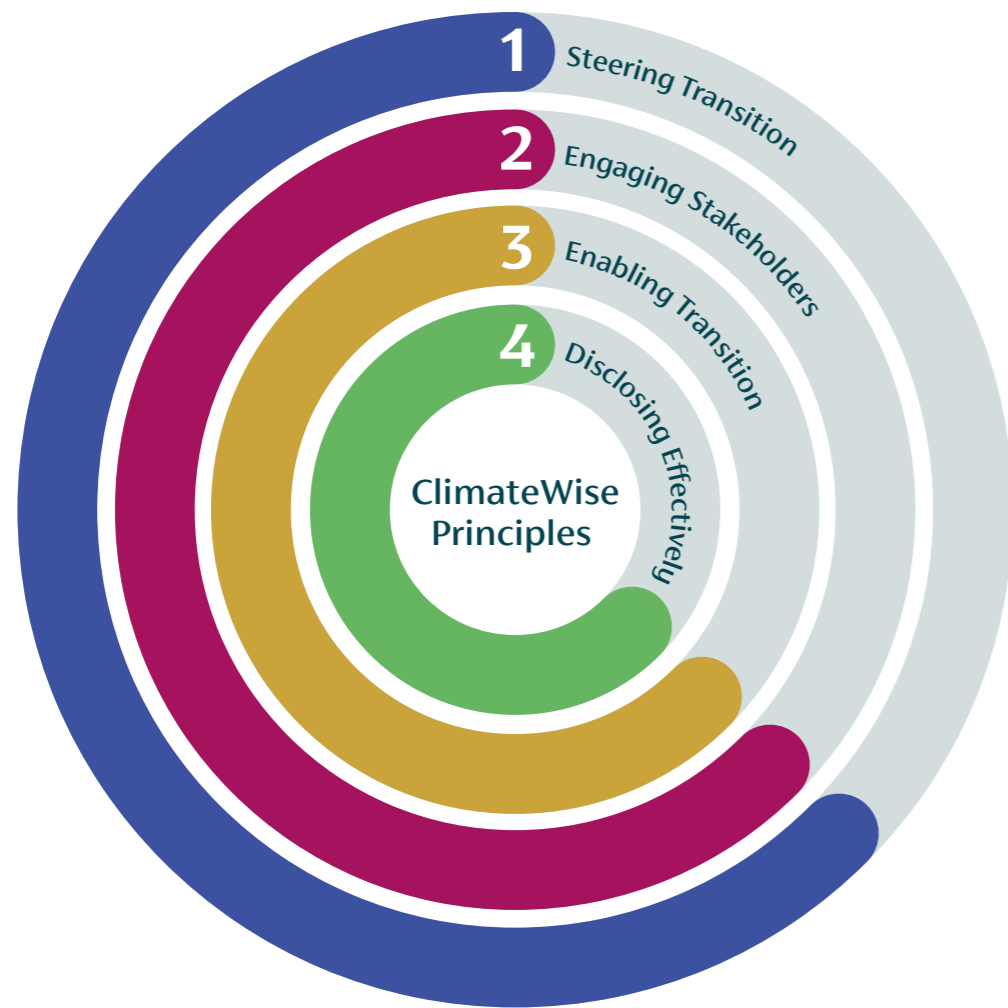 1 Steering Transition
2 Engaging Stakeholders
3 Enabling Transition
4 Disclosing Effectively
ClimateWise
Principles